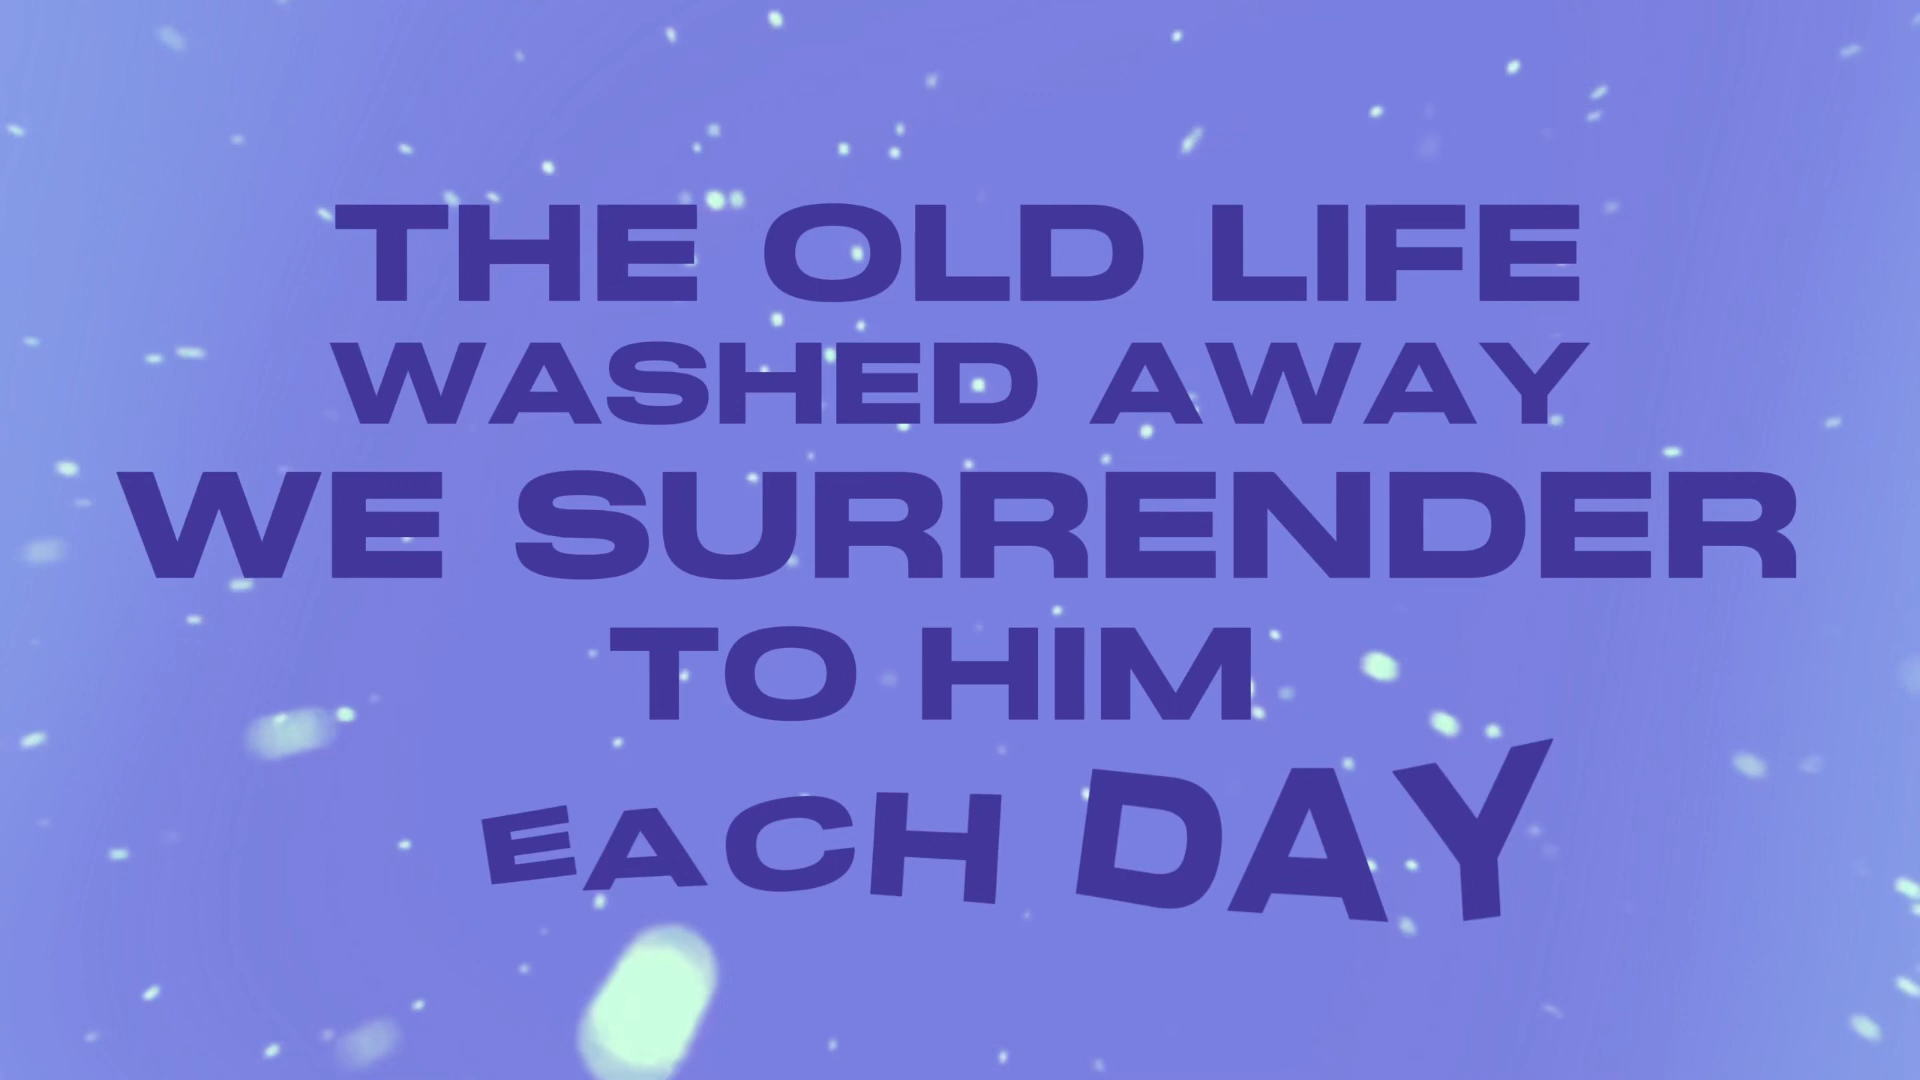 THE OLD LIFE
WASHED AWAY
WE SURRENDER
TO HIM
EACH DAY